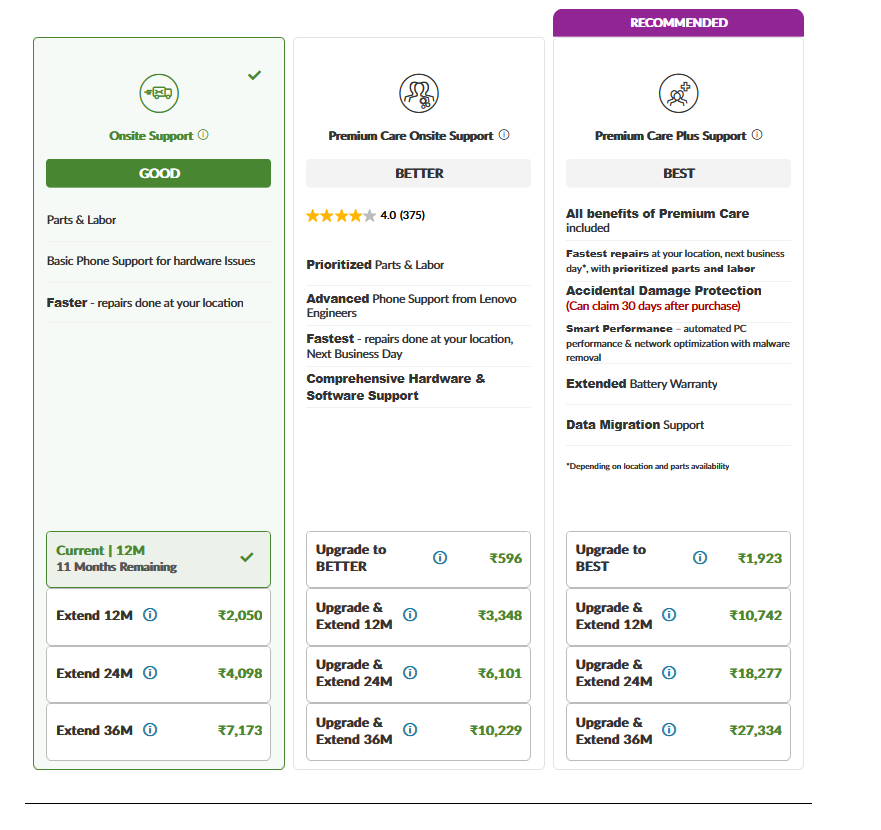 RECOMMENDED
Onsite Support
GOOD
Parts & Labor
Basic Phone Support for hardware Issues
Faster - repairs done at your location
Current | 12M
11 Months Remaining
Extend 12M ₹2,050
Extend 24M ₹4,098
Extend 36M ₹7,173
Premium Care Onsite Support
BETTER
4.0 (375)
Prioritized Parts & Labor
Advanced Phone Support from Lenovo
Engineers
Fastest - repairs done at your location,
Next Business Day
Comprehensive Hardware &
Software Support
Upgrade to
BETTER ₹596
Upgrade &
Extend 12M ₹3,348
Upgrade &
Extend 24M ₹6,101
Upgrade &
Extend 36M ₹10,229
Premium Care Plus Support
BEST
All benefits of Premium Care
included
Fastest repairs at your location, next business
day*, with prioritized parts and labor
Accidental Damage Protection
(Can claim 30 days after purchase)
Smart Performance – automated PC
performance & network optimization with malware
removal
Extended Battery Warranty
Data Migration Support
*Depending on location and parts availability
Upgrade to
BEST ₹1,923
Upgrade &
Extend 12M ₹10,742
Upgrade &
Extend 24M ₹18,277
Upgrade &
Extend 36M ₹27,334